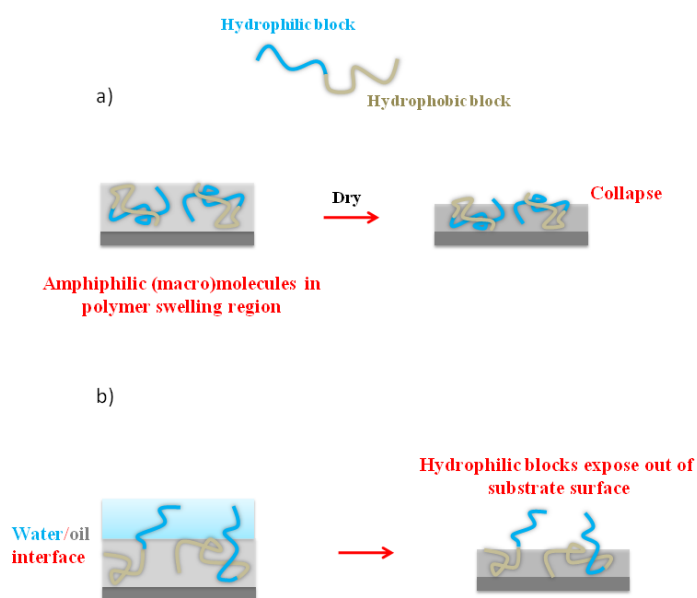 Hydrophilic block
a)
Hydrophobic block
Dry
Collapse
Amphiphilic (macro)molecules in
polymer swelling region
b)
Hydrophilic blocks expose out of
substrate surface
Water/oil
interface